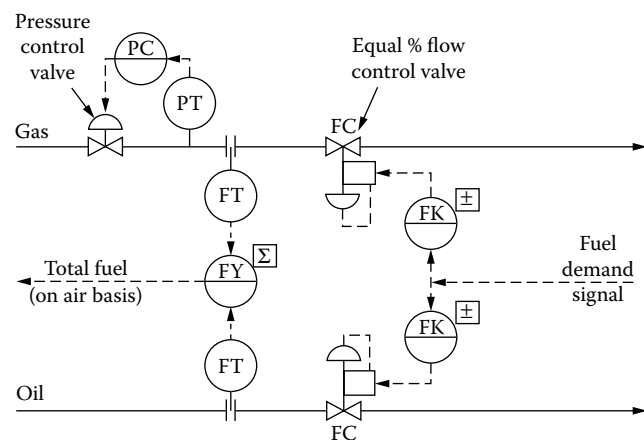 Pressure
control
valve
PC
PT
Equal % flow
control valve
Gas
FC
FT
FK
±
Total fuel
(on air basis)
FY
Σ
Fuel
demand
signal
FK
±
FT
Oil
FC